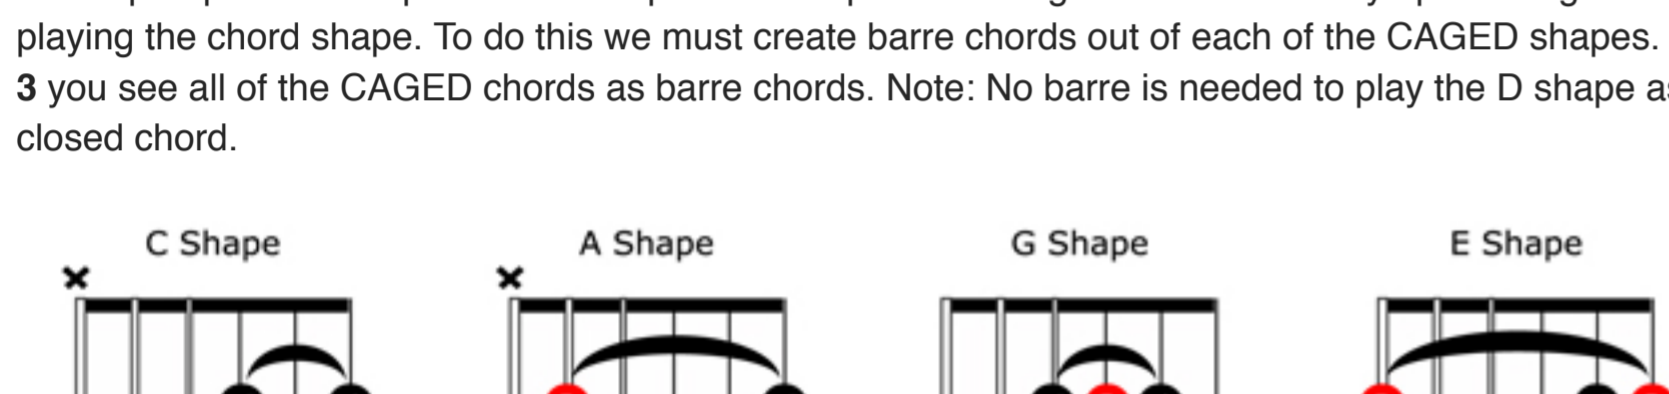 playing the chord shape. To do this we must create barre chords out of each of the CAGED shapes.
3 you see all of the CAGED chords as barre chords. Note: No barre is needed to play the D shape
closed chord.
C Shape A Shape G Shape E Shape